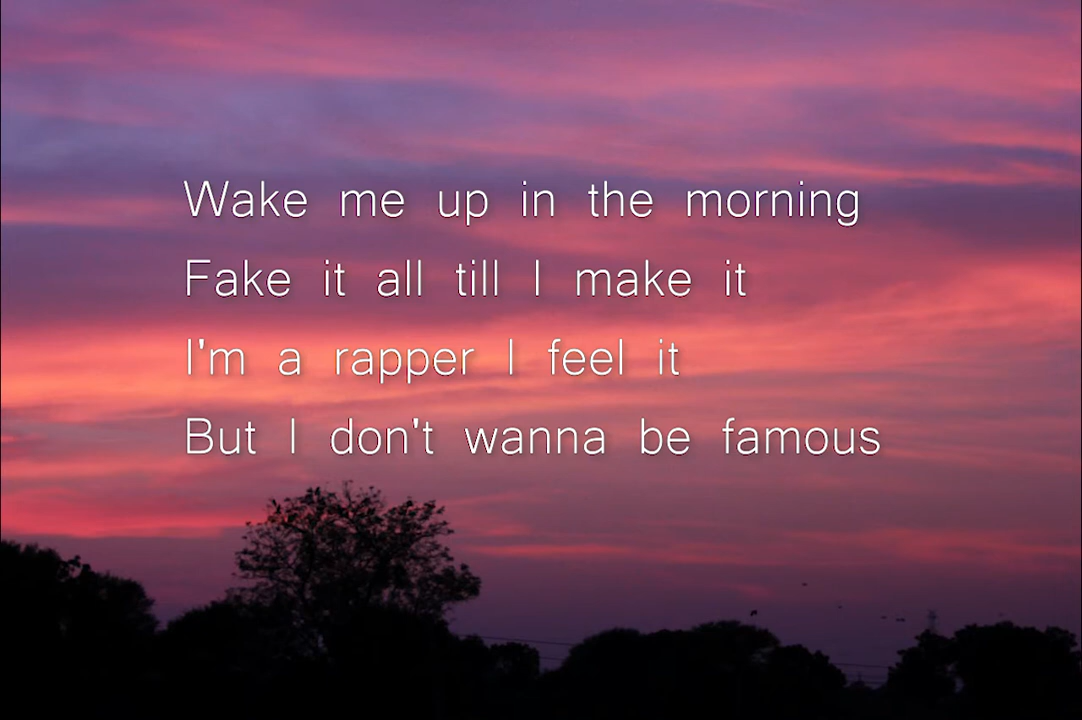 Wake me up in the morning
Fake it all till I make it
I'm a rapper I feel it
But I don't wanna be famous